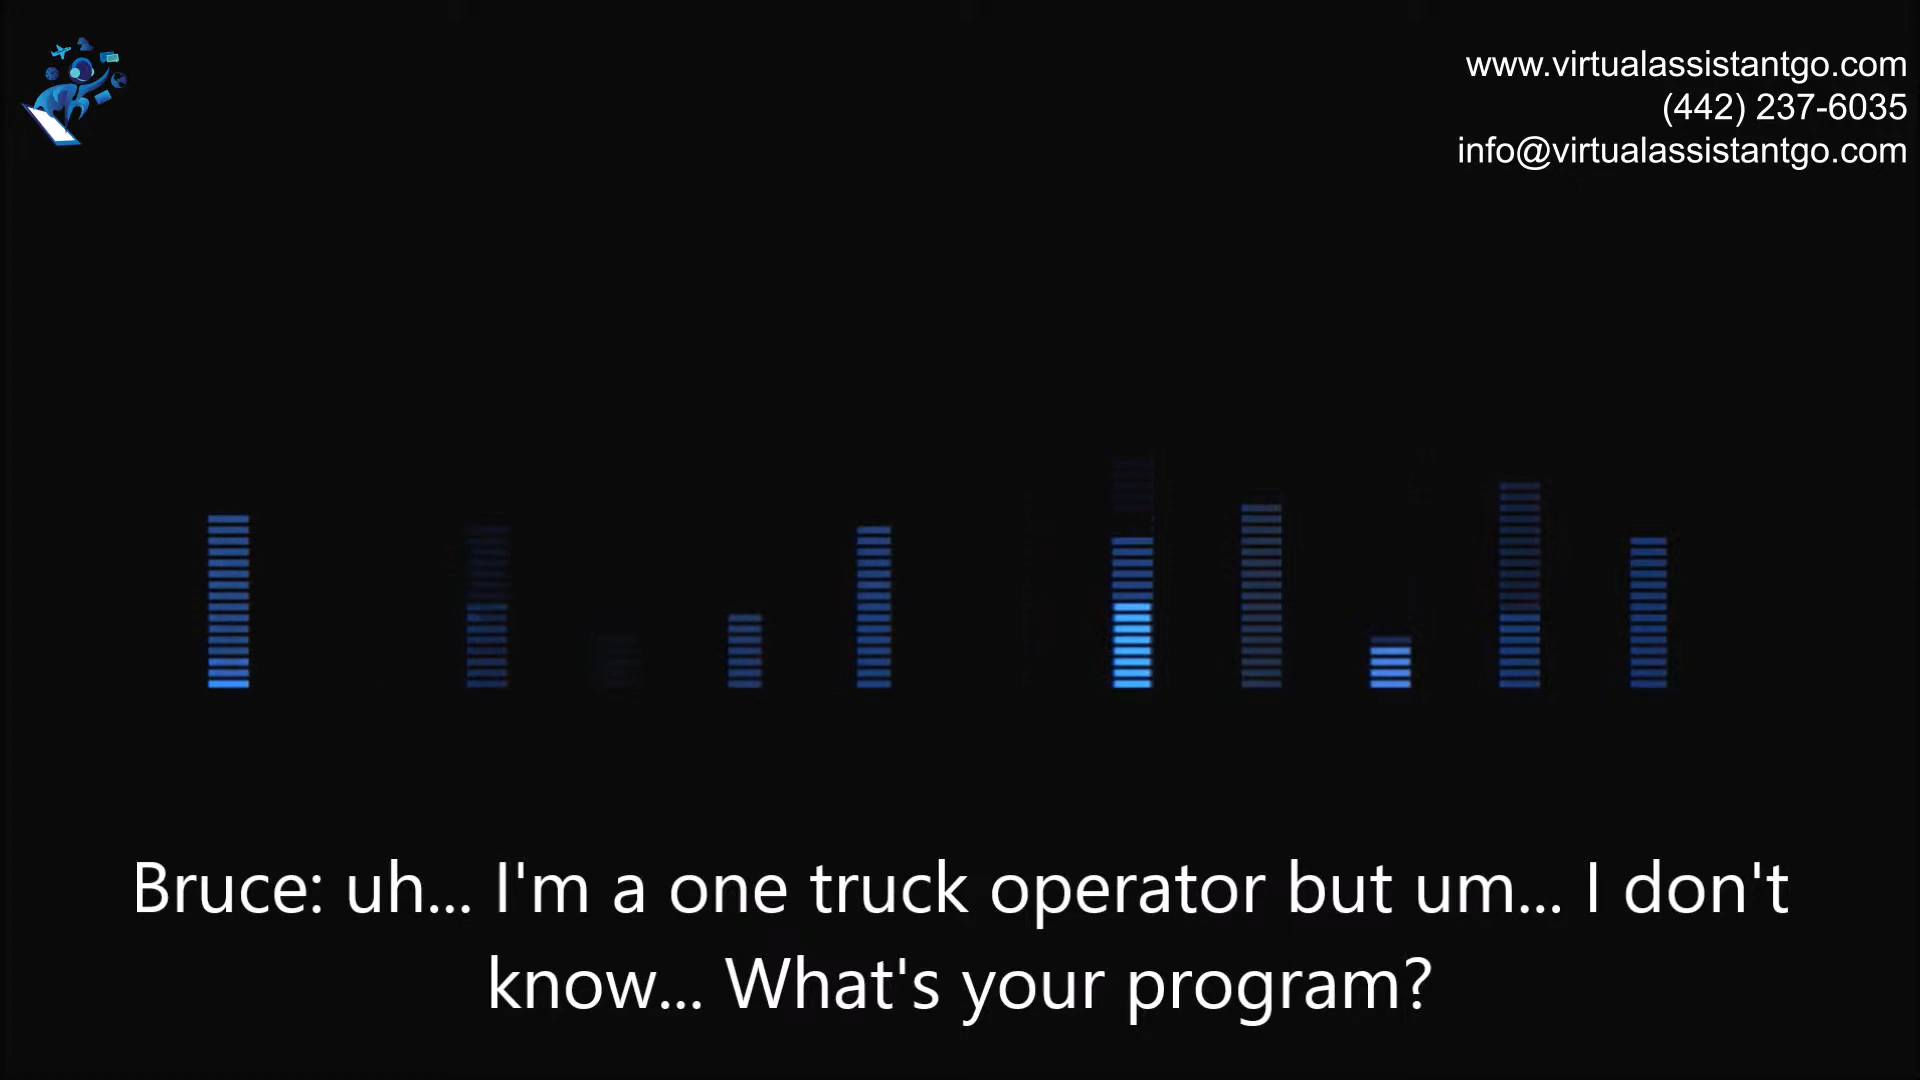 www.virtualassistantgo.com
(442) 237-6035
info@virtualassistantgo.com
Bruce: uh... I'm a one truck operator but um... I don't
know... What's your program?